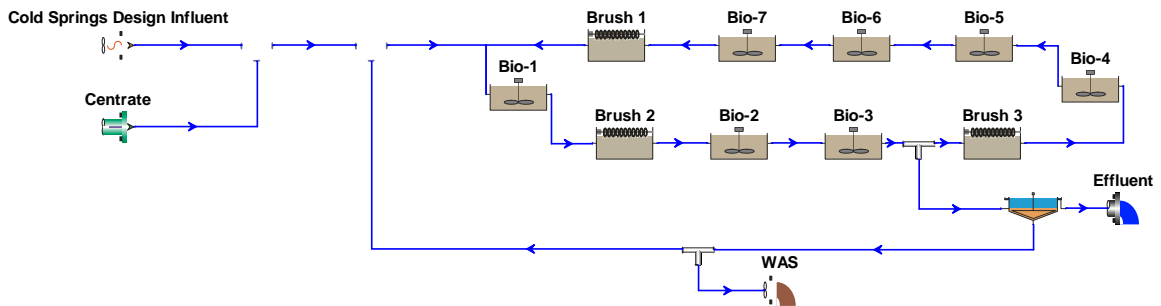 Cold Springs Design Influent
Brush 1
Bio-7
Bio-6
Bio-5
Bio-4
Bio-1
Centrate
Brush 2
Bio-2
Bio-3
Brush 3
Effluent
WAS